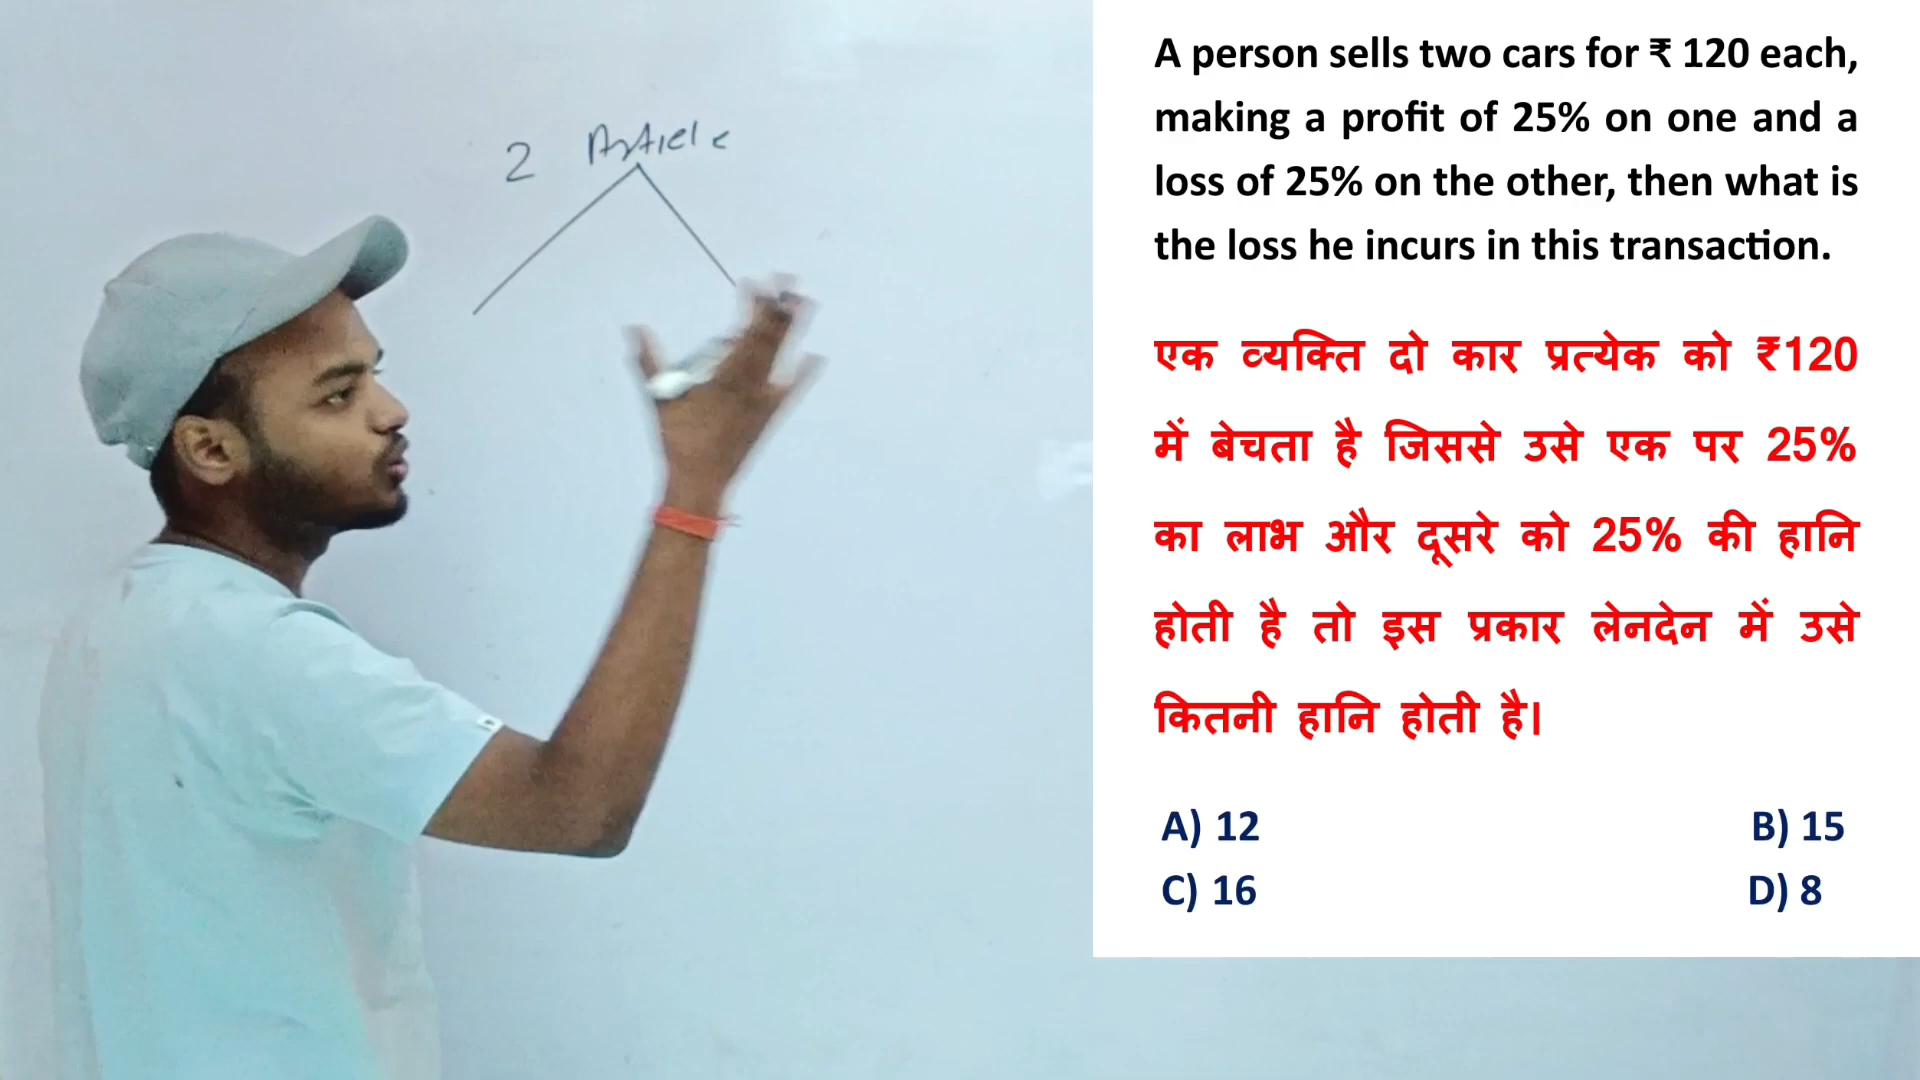 2 Article
A person sells two cars for ₹ 120 each,
making a profit of 25% on one and a
loss of 25% on the other, then what is
the loss he incurs in this transaction.
एक व्यक्ति दो कार प्रत्येक को ₹120
में बेचता है जिससे उसे एक पर 25%
का लाभ और दूसरे को 25% की हानि
होती है तो इस प्रकार लेनदेन में उसे
कितनी हानि होती है।
A) 12 B) 15
C) 16 D) 8